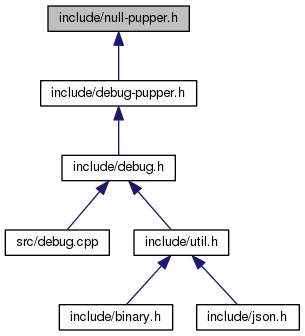 include/null-pupper.h
include/debug-pupper.h
include/debug.h
src/debug.cpp
include/util.h
include/binary.h
include/json.h